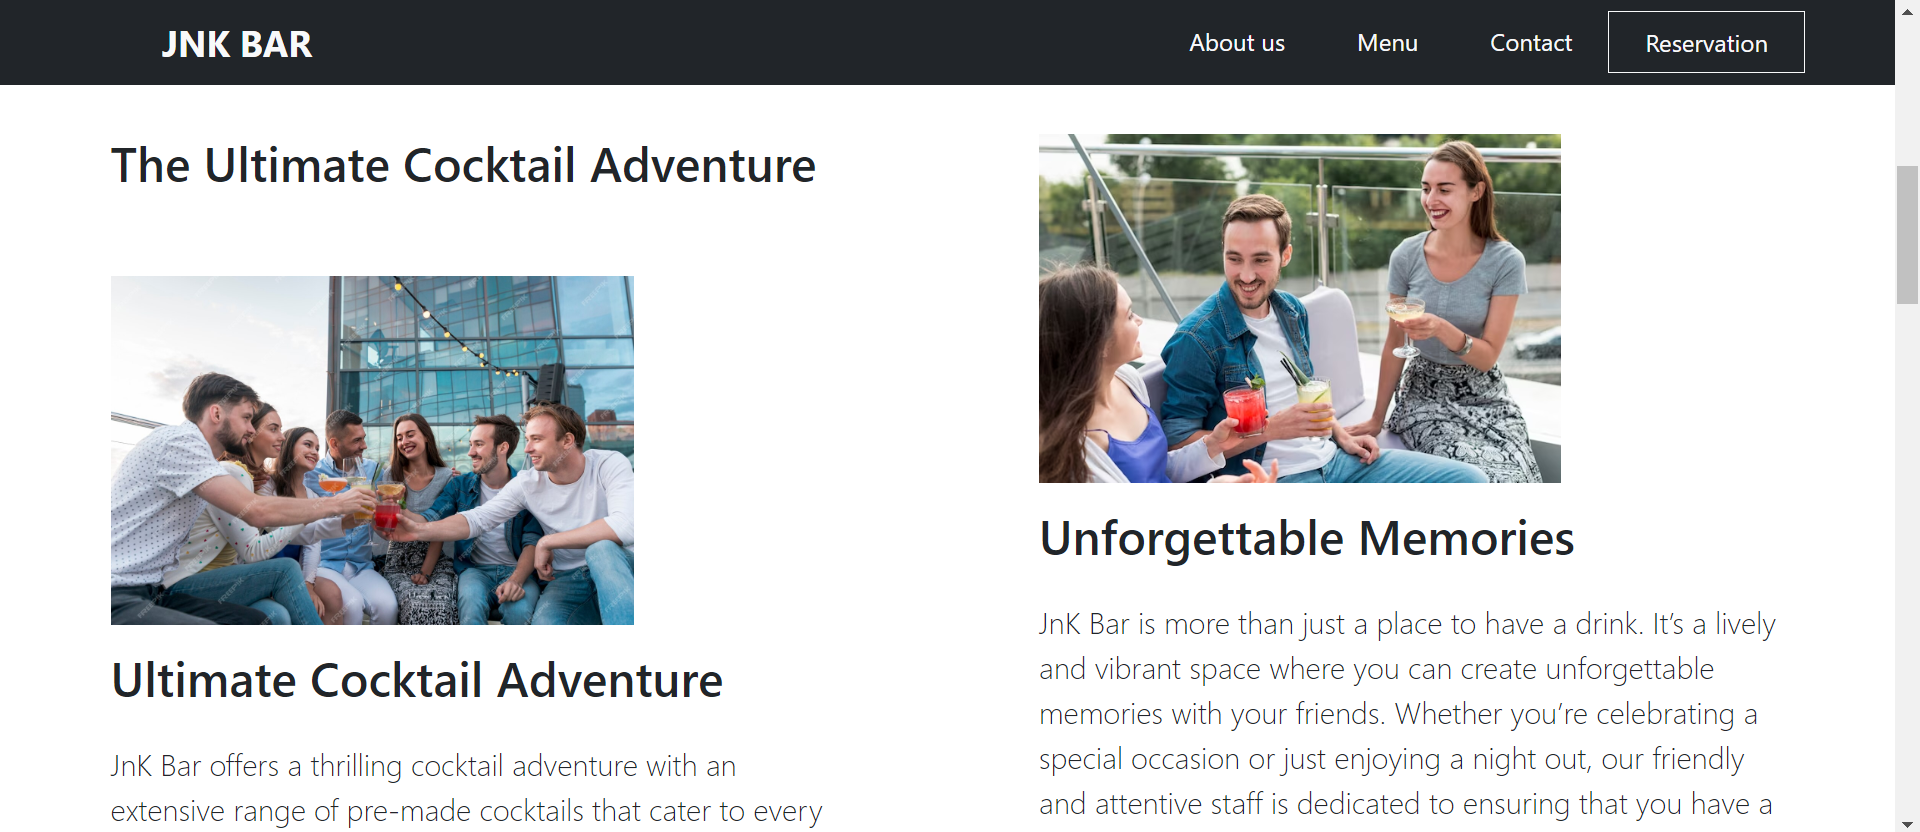 JNK BAR
About us
Menu
Contact
Reservation
The Ultimate Cocktail Adventure
Ultimate Cocktail Adventure
JnK Bar offers a thrilling cocktail adventure with an
extensive range of pre-made cocktails that cater to every
Unforgettable Memories
JnK Bar is more than just a place to have a drink. It’s a lively
and vibrant space where you can create unforgettable
memories with your friends. Whether you’re celebrating a
special occasion or just enjoying a night out, our friendly
and attentive staff is dedicated to ensuring that you have a